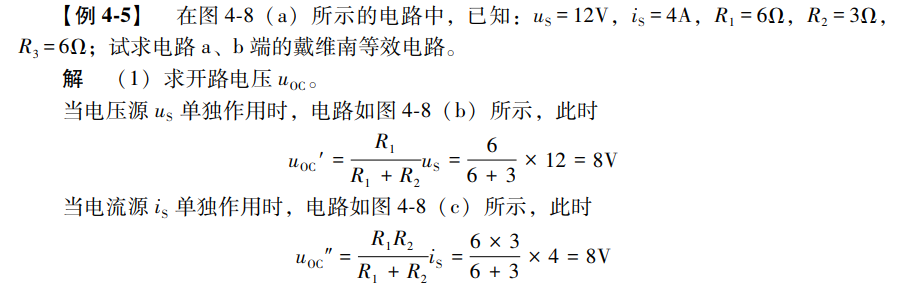 【例 4-5】 在图 4-8（a）所示的电路中，已知：uS = 12V，iS = 4A，R1 = 6Ω，R2 = 3Ω，
R3 = 6Ω；试求电路 a、b 端的戴维南等效电路。
解 （1）求开路电压 uOC。
当电压源 uS 单独作用时，电路如图 4-8（b）所示，此时
uOC′ = R1/(R1 + R2) uS = 6/(6 + 3) × 12 = 8V
当电流源 iS 单独作用时，电路如图 4-8（c）所示，此时
uOC″ = R1R2/(R1 + R2) iS = (6 × 3)/(6 + 3) × 4 = 8V